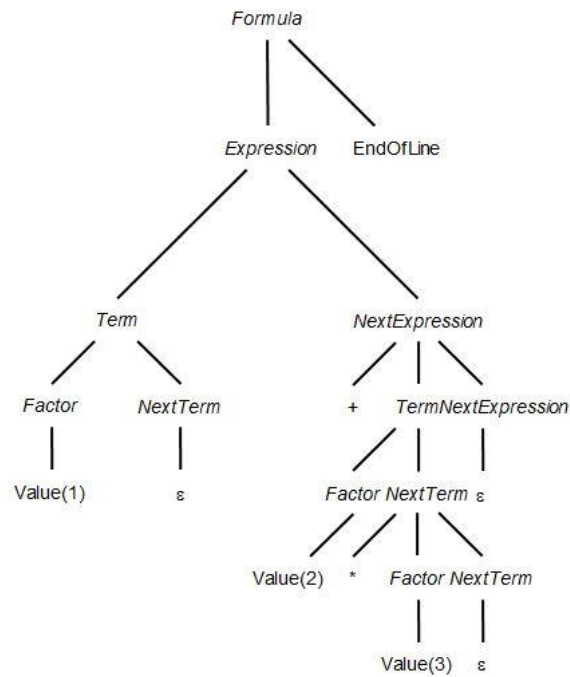 Formula
Expression EndOfLine
Term NextExpression
Factor NextTerm + TermNextExpression
Value(1) ε Factor NextTerm ε
Value(2) * Factor NextTerm
Value(3) ε